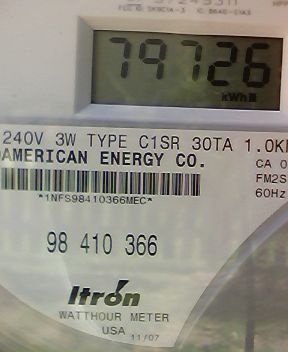 79726
kWh
240V 3W TYPE C1SR 30TA 1.0K
AMERICAN ENERGY CO.
CA 0
FM2S
60Hz
*1NFS98410366MEC*
98 410 366
Itrón
WATTHOUR METER
USA 11/07